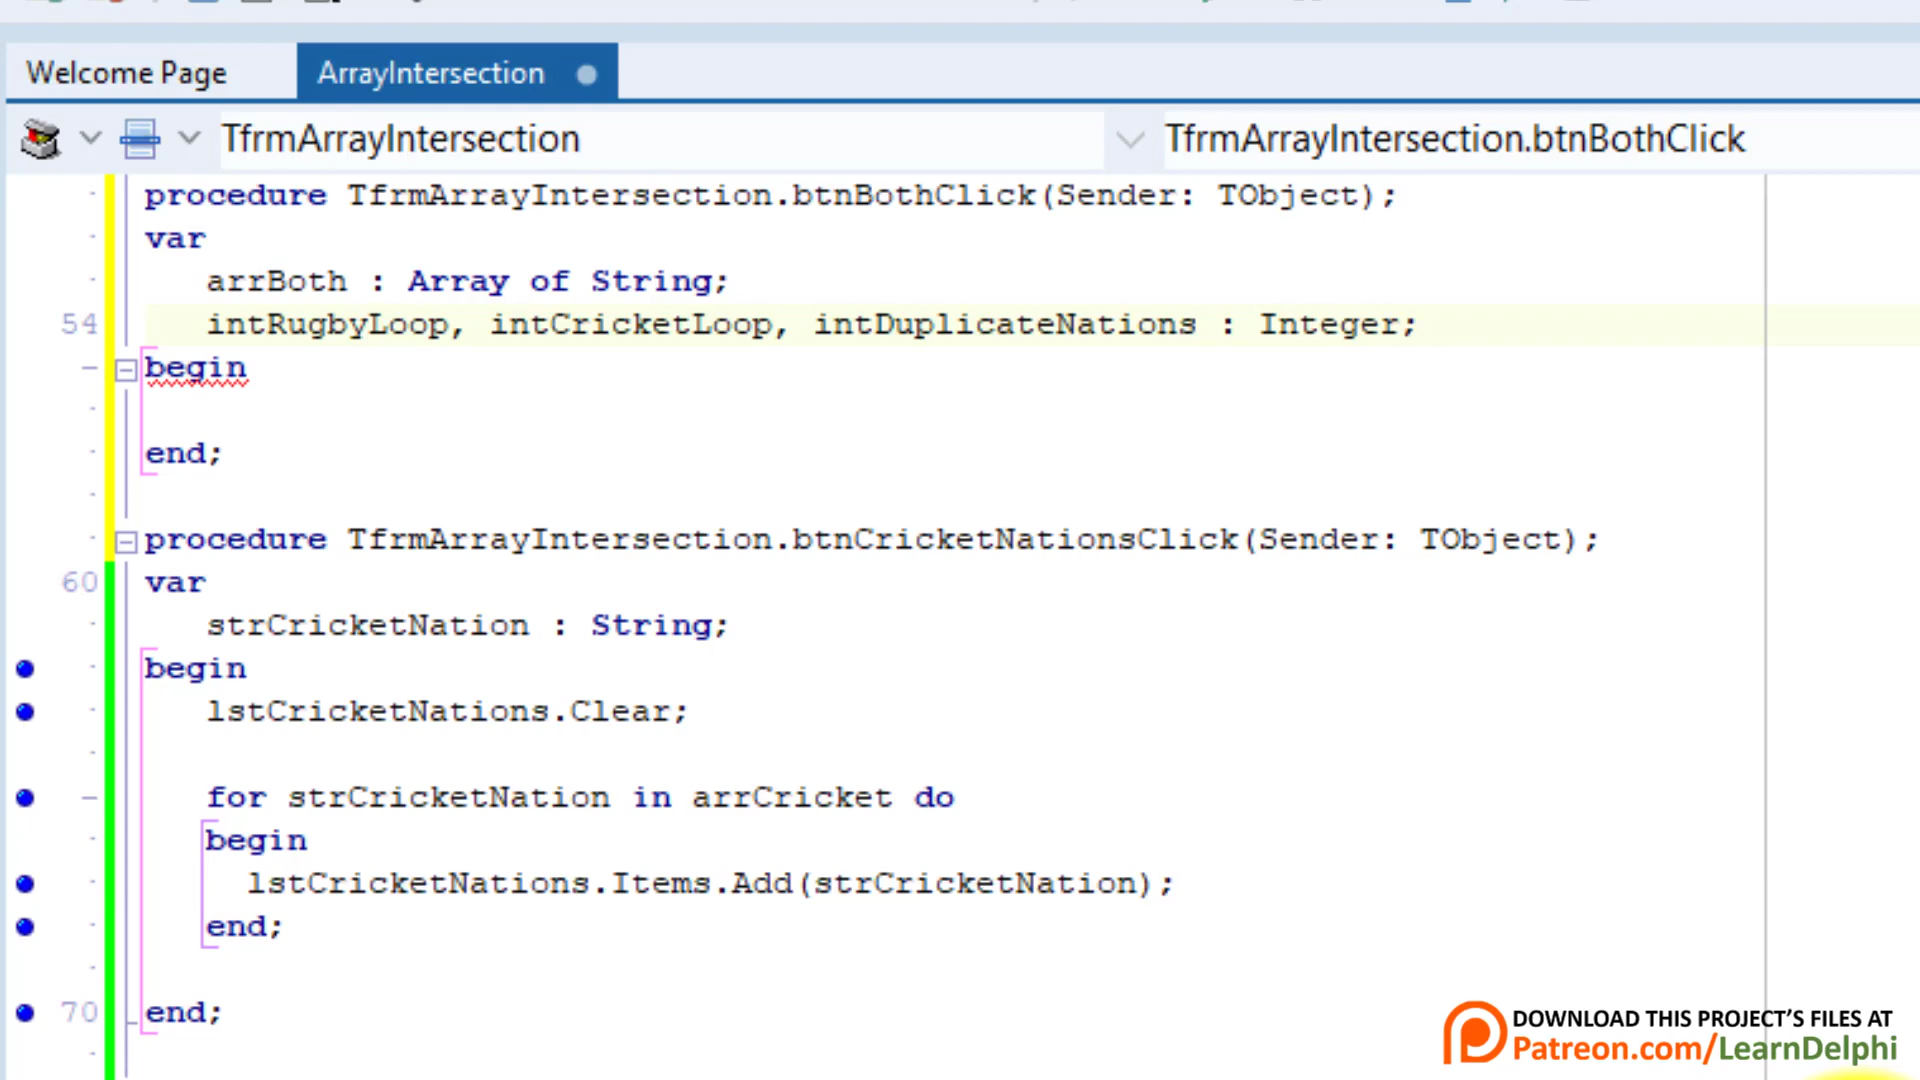 Welcome Page
ArrayIntersection
TfrmArrayIntersection
TfrmArrayIntersection.btnBothClick
procedure TfrmArrayIntersection.btnBothClick(Sender: TObject);
var
arrBoth : Array of String;
54 intRugbyLoop, intCricketLoop, intDuplicateNations : Integer;
begin
end;
procedure TfrmArrayIntersection.btnCricketNationsClick(Sender: TObject);
60 var
strCricketNation : String;
begin
lstCricketNations.Clear;
for strCricketNation in arrCricket do
begin
lstCricketNations.Items.Add(strCricketNation);
end;
70 end;
DOWNLOAD THIS PROJECT'S FILES AT
Patreon.com/LearnDelphi